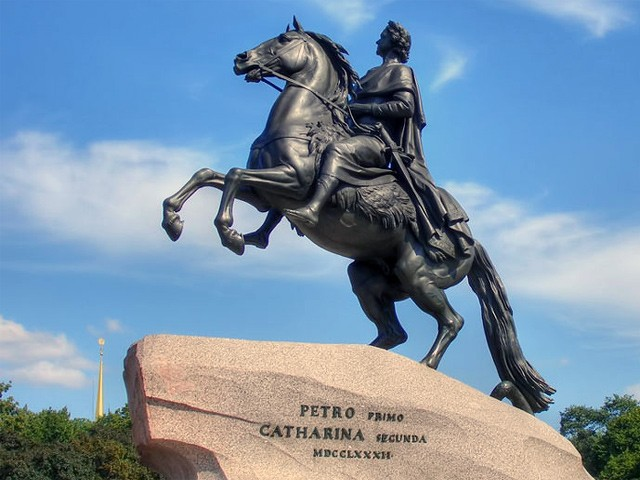 PETRO PRIMO
CATHARINA SECUNDA
MDCCLXXXII·